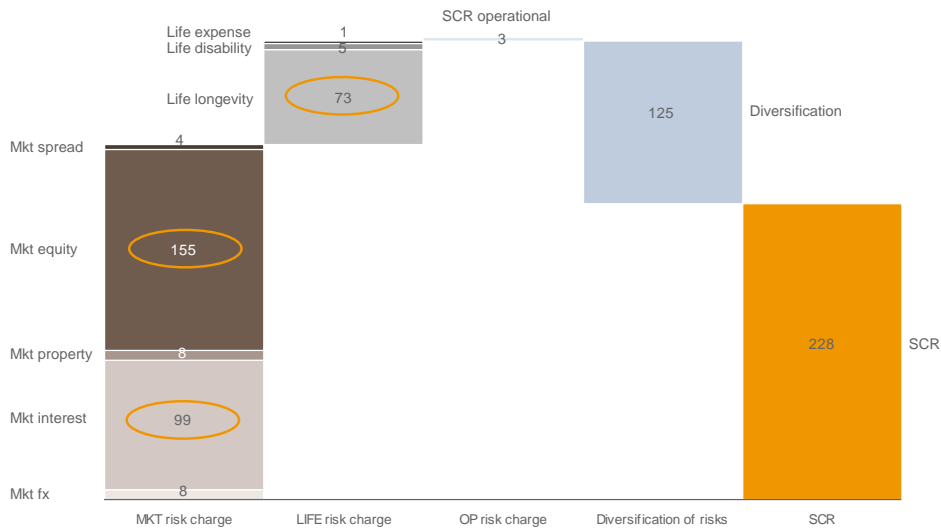 SCR operational
Life expense 1 3
Life disability 5
Life longevity 73
125 Diversification
Mkt spread 4
Mkt equity 155
228 SCR
Mkt property 8
Mkt interest 99
Mkt fx 8
MKT risk charge LIFE risk charge OP risk charge Diversification of risks SCR